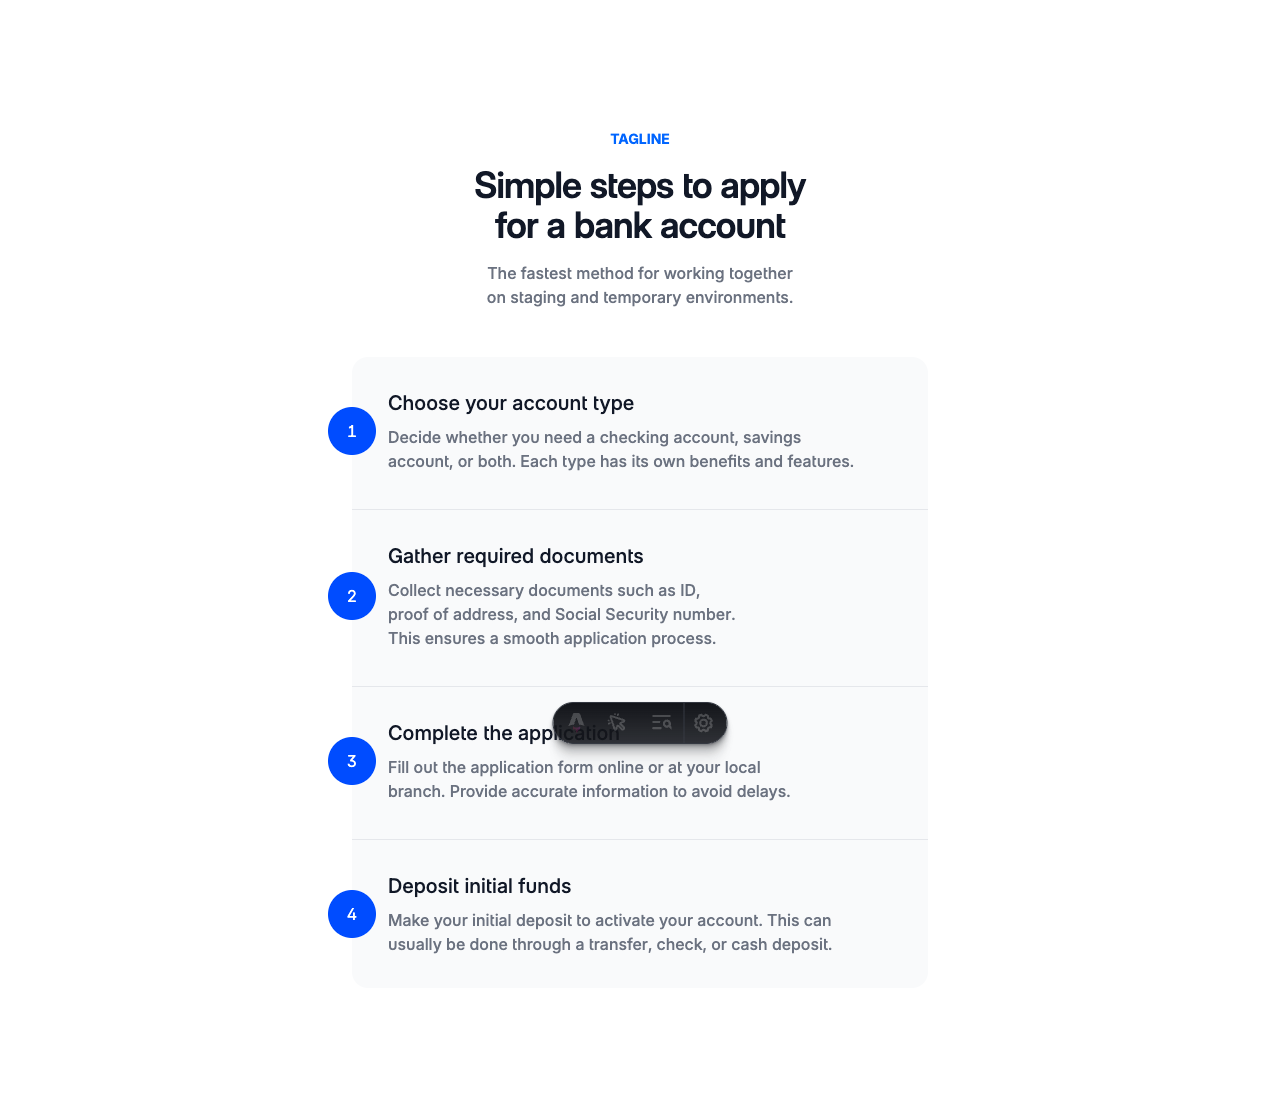 TAGLINE
Simple steps to apply
for a bank account
The fastest method for working together
on staging and temporary environments.
Choose your account type
1
Decide whether you need a checking account, savings
account, or both. Each type has its own benefits and features.
Gather required documents
2
Collect necessary documents such as ID,
proof of address, and Social Security number.
This ensures a smooth application process.
Complete the application
3
Fill out the application form online or at your local
branch. Provide accurate information to avoid delays.
Deposit initial funds
4
Make your initial deposit to activate your account. This can
usually be done through a transfer, check, or cash deposit.